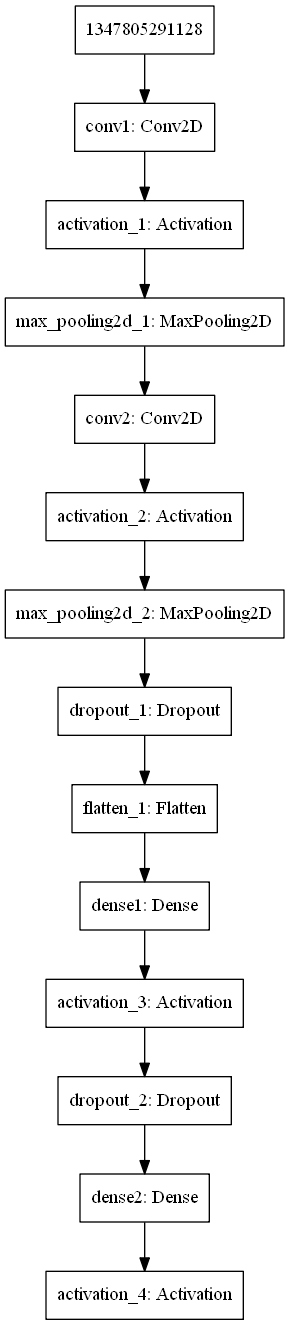 1347805291128
conv1: Conv2D
activation_1: Activation
max_pooling2d_1: MaxPooling2D
conv2: Conv2D
activation_2: Activation
max_pooling2d_2: MaxPooling2D
dropout_1: Dropout
flatten_1: Flatten
dense1: Dense
activation_3: Activation
dropout_2: Dropout
dense2: Dense
activation_4: Activation